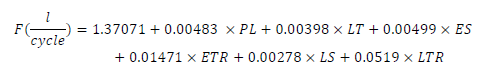 F(l/cycle) = 1.37071 + 0.00483 × PL + 0.00398 × LT + 0.00499 × ES
+ 0.01471 × ETR + 0.00278 × LS + 0.0519 × LTR